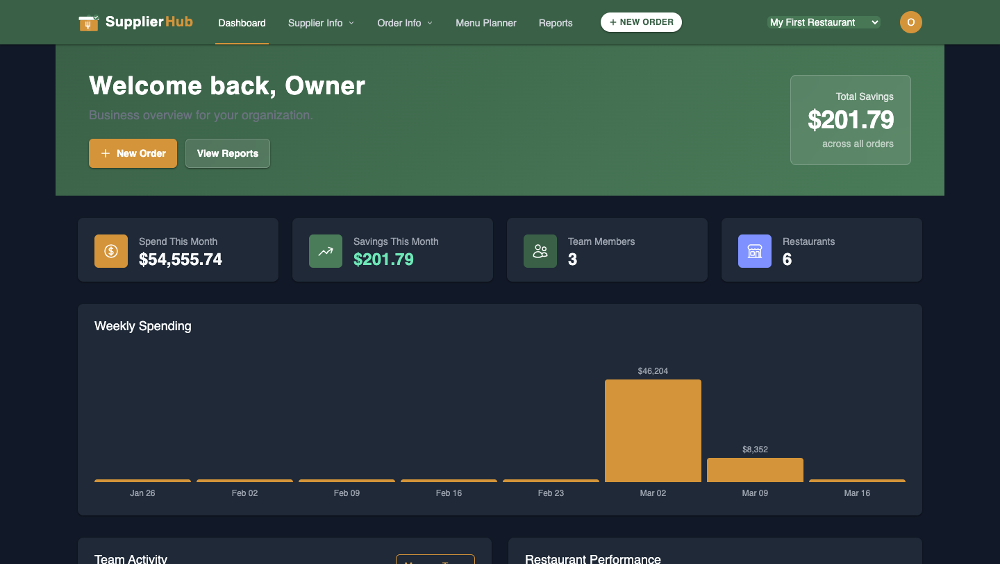 SupplierHub
Dashboard
Supplier Info
Order Info
Menu Planner
Reports
+ NEW ORDER
My First Restaurant
O
Welcome back, Owner
Business overview for your organization.
+ New Order
View Reports
Total Savings
$201.79
across all orders
Spend This Month
$54,555.74
Savings This Month
$201.79
Team Members
3
Restaurants
6
Weekly Spending
$46,204
$8,352
Jan 26
Feb 02
Feb 09
Feb 16
Feb 23
Mar 02
Mar 09
Mar 16
Team Activity
Restaurant Performance